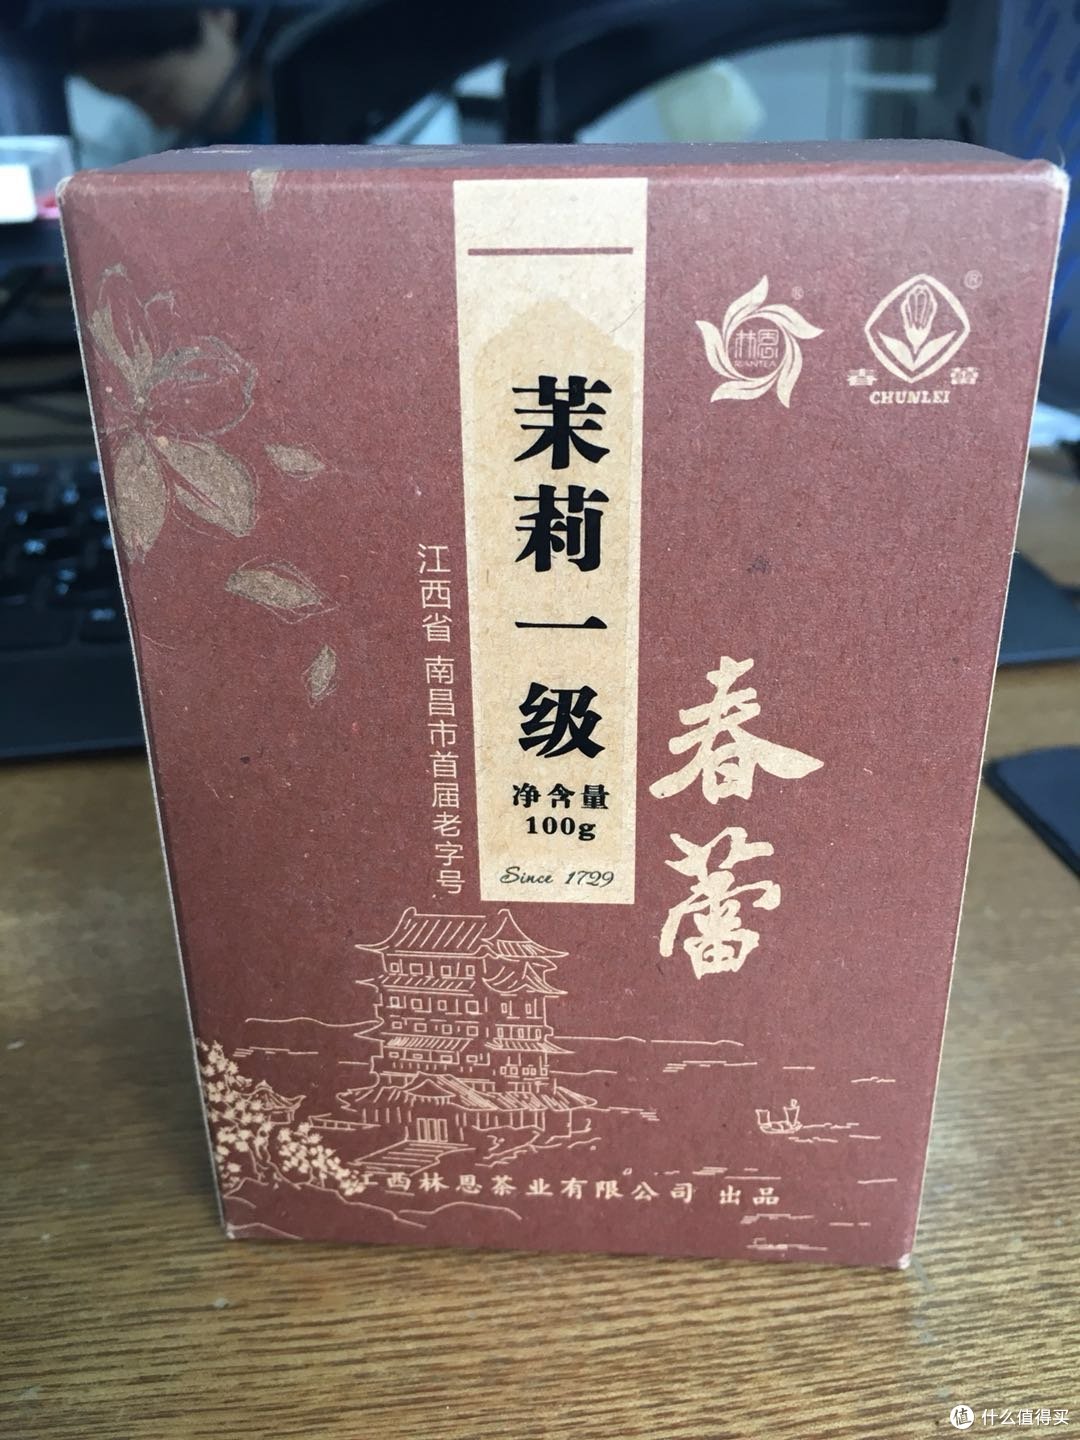 林恩
®
RIANTEA
®
春蕾
CHUNLEI
茉莉一级
净含量
100g
Since 1729
江西省 南昌市首届老字号
春蕾
江西林恩茶业有限公司 出品
值 什么值得买